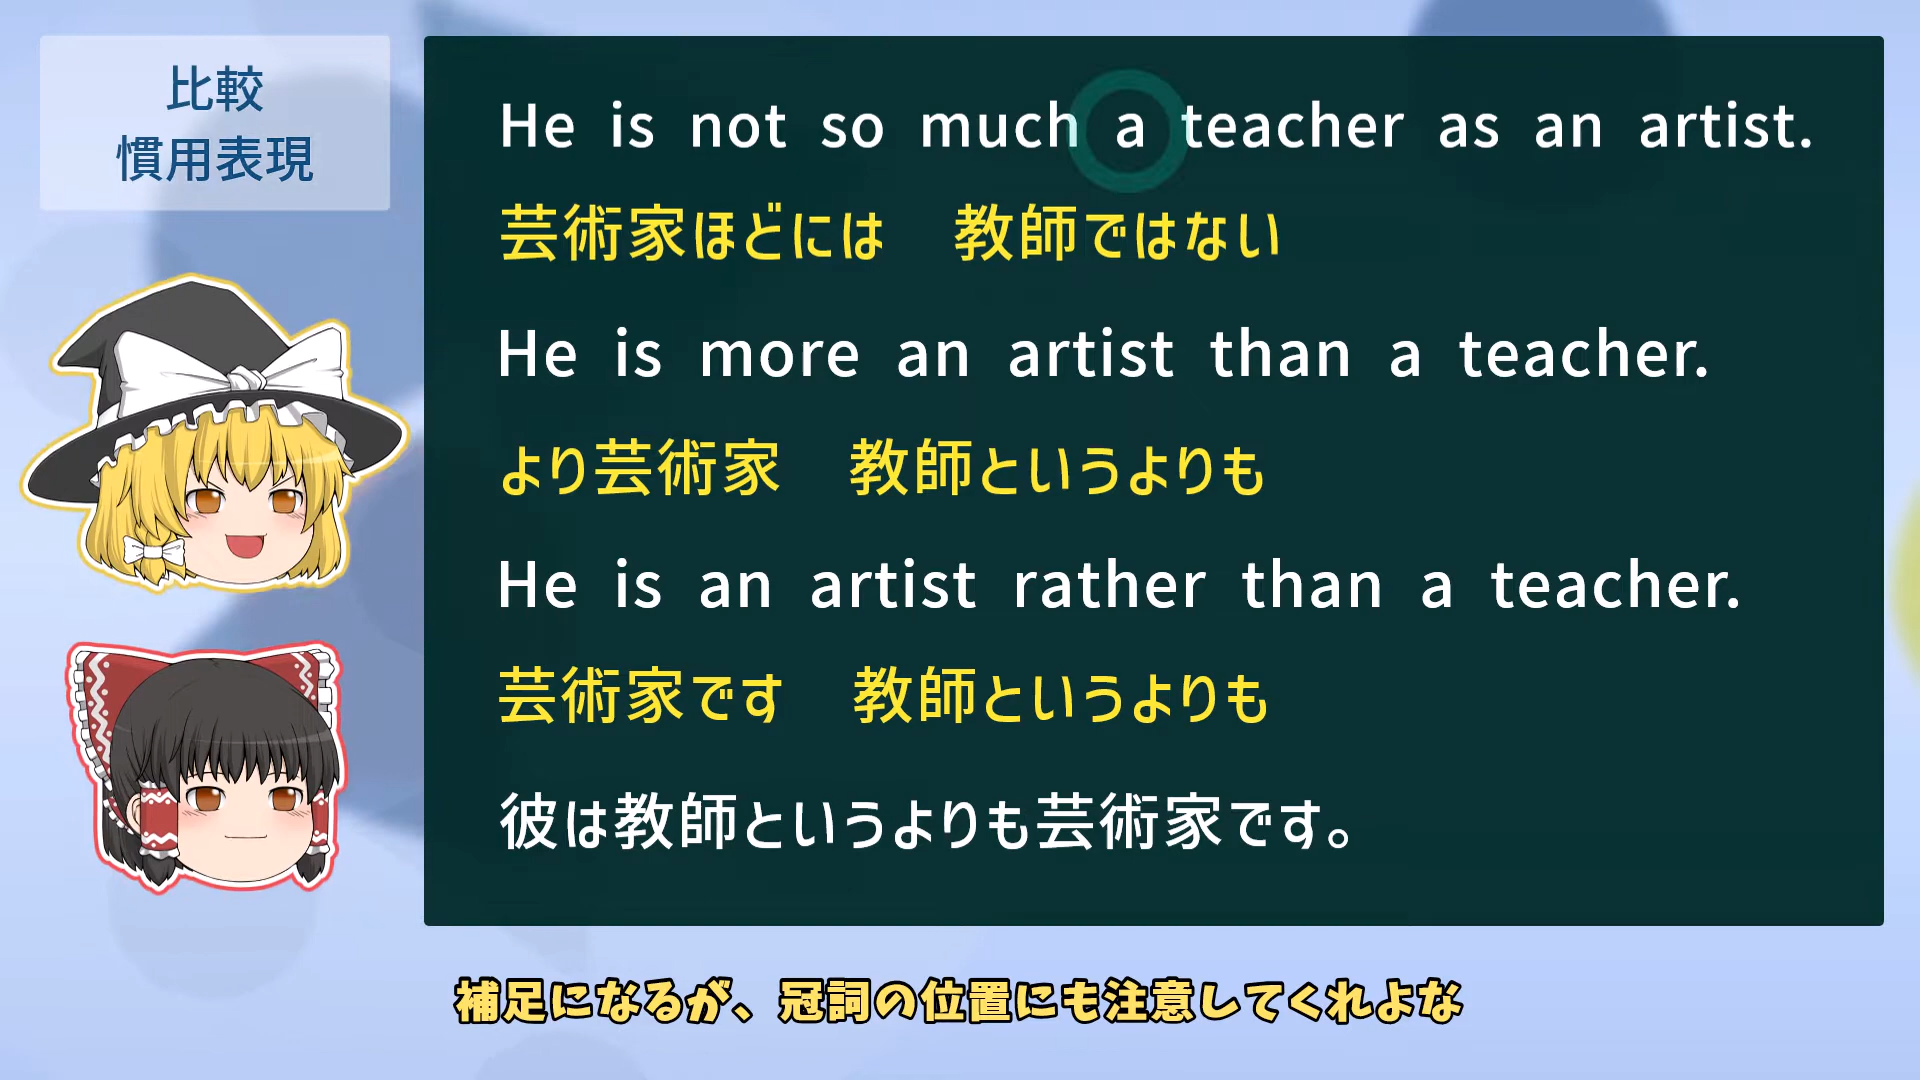 比較
慣用表現
He is not so much a teacher as an artist.
芸術家ほどには　教師ではない
He is more an artist than a teacher.
より芸術家　教師というよりも
He is an artist rather than a teacher.
芸術家です　教師というよりも
彼は教師というよりも芸術家です。
補足になるが、冠詞の位置にも注意してくれよな